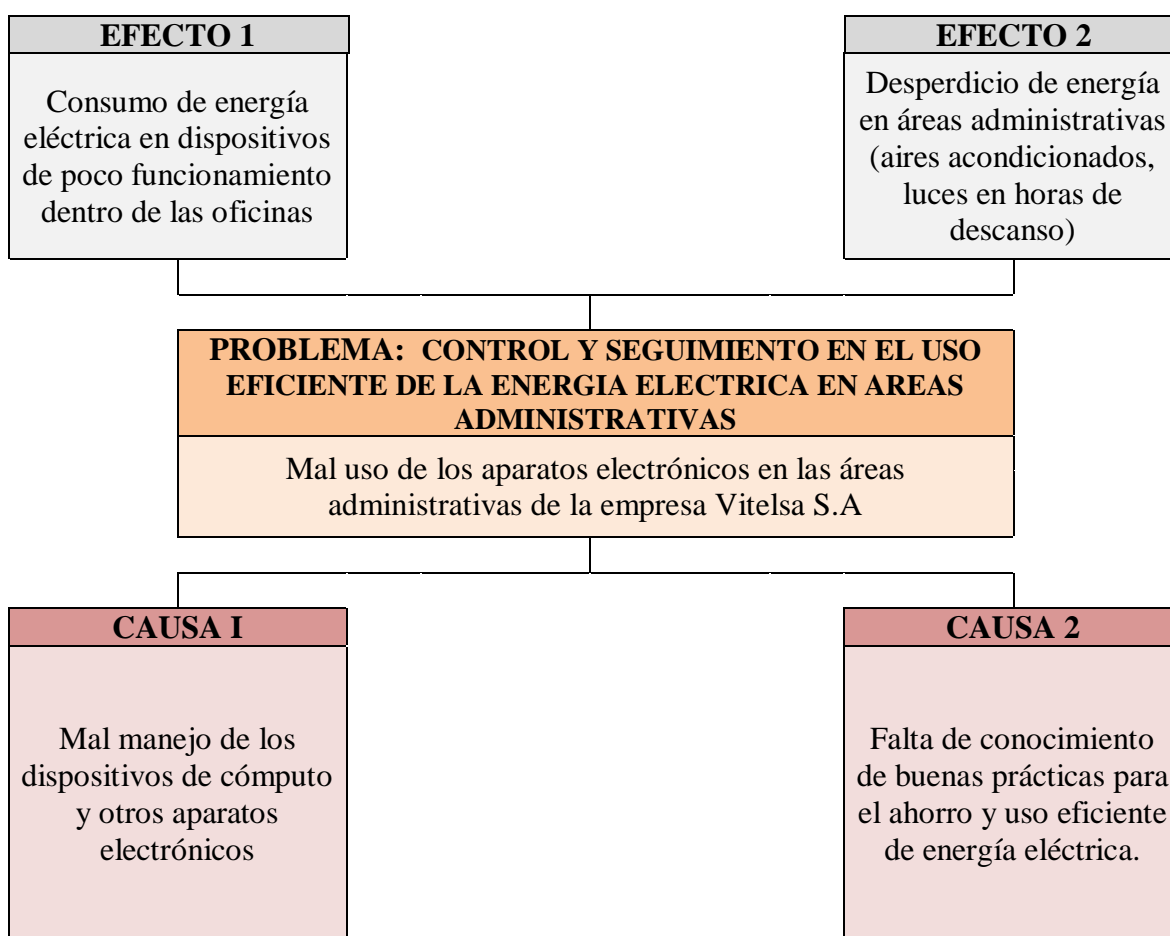 EFECTO 1
Consumo de energía
eléctrica en dispositivos
de poco funcionamiento
dentro de las oficinas
EFECTO 2
Desperdicio de energía
en áreas administrativas
(aires acondicionados,
luces en horas de
descanso)
PROBLEMA: CONTROL Y SEGUIMIENTO EN EL USO
EFICIENTE DE LA ENERGIA ELECTRICA EN AREAS
ADMINISTRATIVAS
Mal uso de los aparatos electrónicos en las áreas
administrativas de la empresa Vitelsa S.A
CAUSA I
Mal manejo de los
dispositivos de cómputo
y otros aparatos
electrónicos
CAUSA 2
Falta de conocimiento
de buenas prácticas para
el ahorro y uso eficiente
de energía eléctrica.